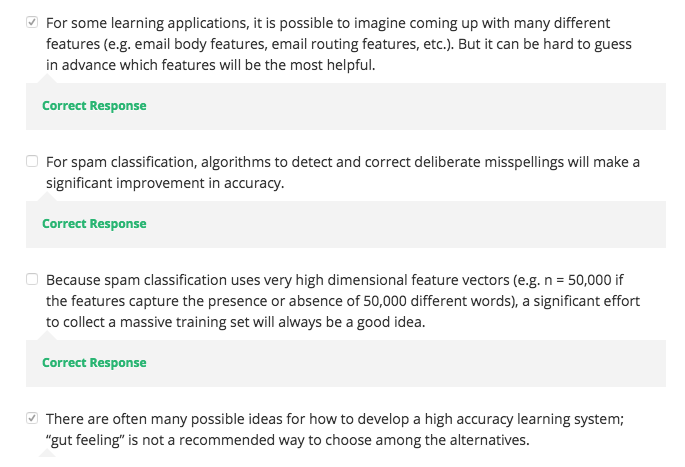 For some learning applications, it is possible to imagine coming up with many different
features (e.g. email body features, email routing features, etc.). But it can be hard to guess
in advance which features will be the most helpful.
Correct Response
For spam classification, algorithms to detect and correct deliberate misspellings will make a
significant improvement in accuracy.
Correct Response
Because spam classification uses very high dimensional feature vectors (e.g. n = 50,000 if
the features capture the presence or absence of 50,000 different words), a significant effort
to collect a massive training set will always be a good idea.
Correct Response
There are often many possible ideas for how to develop a high accuracy learning system;
“gut feeling” is not a recommended way to choose among the alternatives.